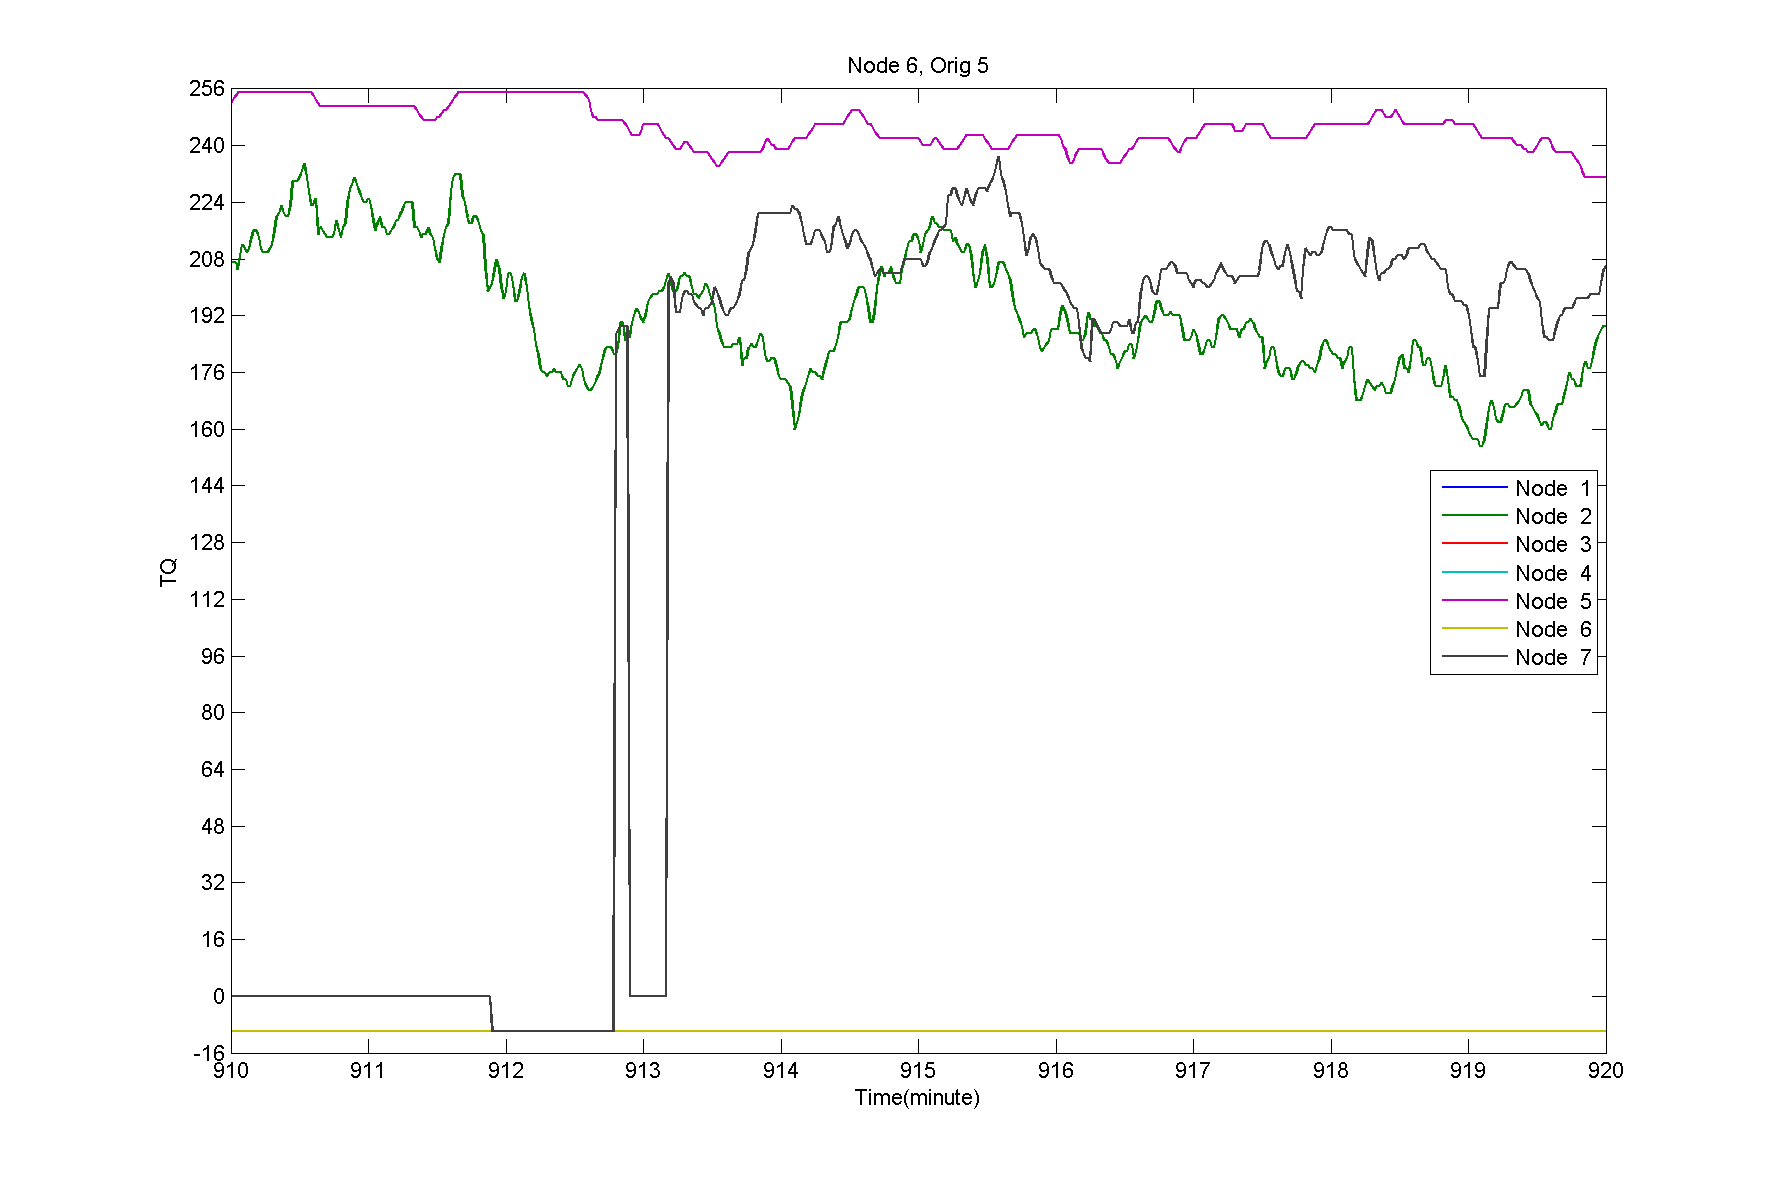 Node 6, Orig 5
256
240
224
208
192
176
160
144
128
112
96
80
64
48
32
16
0
-16
TQ
Node 1
Node 2
Node 3
Node 4
Node 5
Node 6
Node 7
910 911 912 913 914 915 916 917 918 919 920
Time(minute)